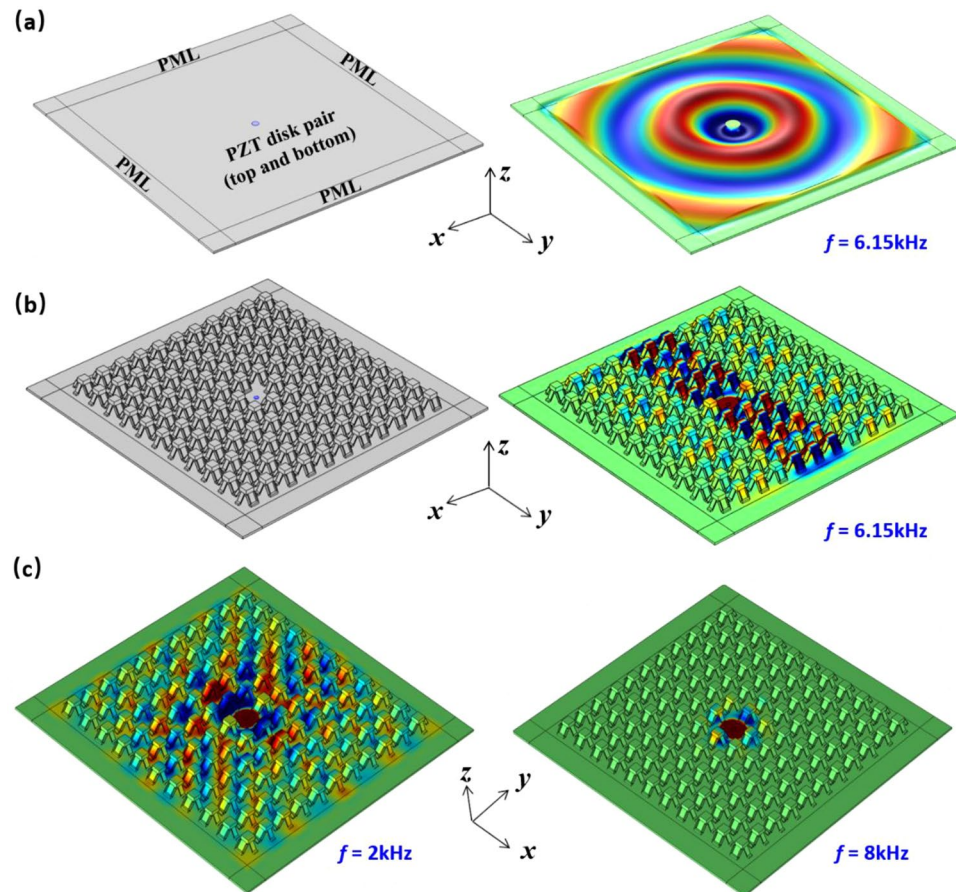 (a)
PML
PML
PZT disk pair
(top and bottom)
PML
PML
z
x
y
f = 6.15kHz
(b)
z
x
y
f = 6.15kHz
(c)
z
y
x
f = 2kHz
f = 8kHz